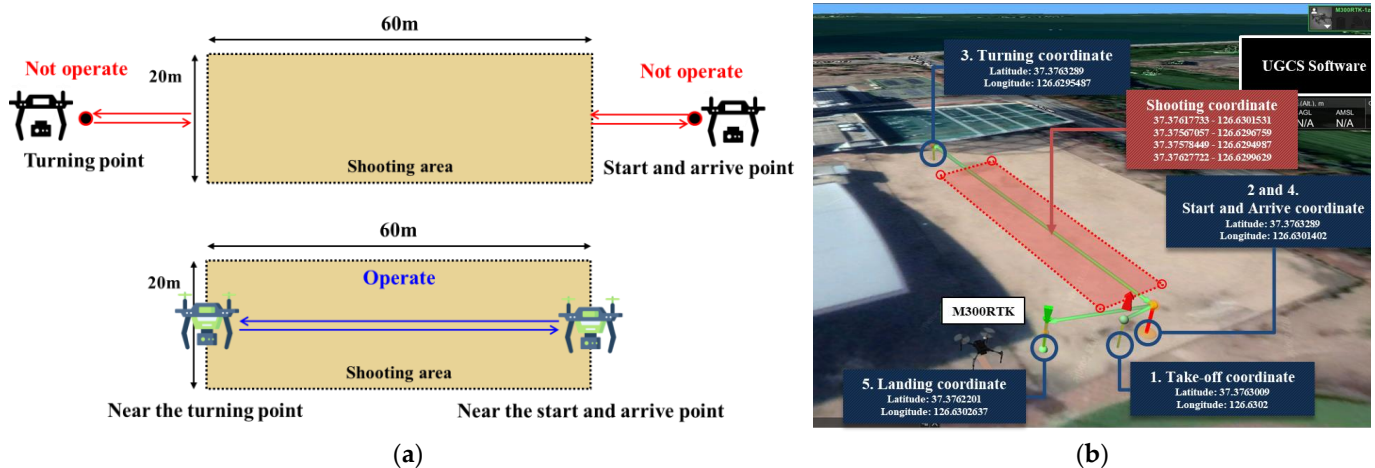 60m
20m
Not operate
Not operate
Turning point
Shooting area
Start and arrive point
60m
20m
Operate
Shooting area
Near the turning point
Near the start and arrive point
(a)
M300RTK-1
3. Turning coordinate
Latitude: 37.3763289
Longitude: 126.6295487
UGCS Software
(Alt.), m
AGL
AMSL
N/A
N/A
Shooting coordinate
37.37617733 - 126.6301531
37.37567057 - 126.6296759
37.37578449 - 126.6294987
37.37627722 - 126.6299629
2 and 4.
Start and Arrive coordinate
Latitude: 37.3763289
Longitude: 126.6301402
M300RTK
5. Landing coordinate
Latitude: 37.3762201
Longitude: 126.6302637
1. Take-off coordinate
Latitude: 37.3763009
Longitude: 126.6302
(b)